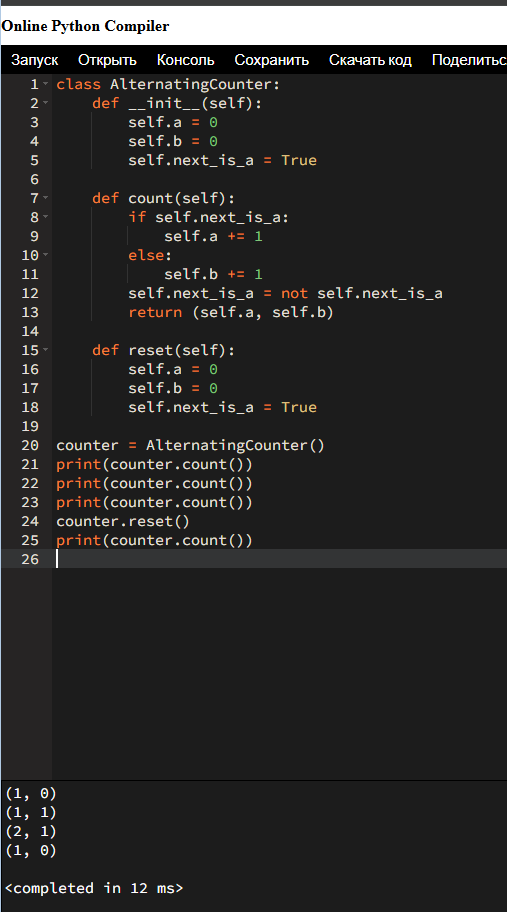 Online Python Compiler
Запуск Открыть Консоль Сохранить Скачать код Поделитьс
1 class AlternatingCounter:
2     def __init__(self):
3         self.a = 0
4         self.b = 0
5         self.next_is_a = True
6
7     def count(self):
8         if self.next_is_a:
9             self.a += 1
10         else:
11             self.b += 1
12         self.next_is_a = not self.next_is_a
13         return (self.a, self.b)
14
15     def reset(self):
16         self.a = 0
17         self.b = 0
18         self.next_is_a = True
19
20 counter = AlternatingCounter()
21 print(counter.count())
22 print(counter.count())
23 print(counter.count())
24 counter.reset()
25 print(counter.count())
26
(1, 0)
(1, 1)
(2, 1)
(1, 0)
<completed in 12 ms>